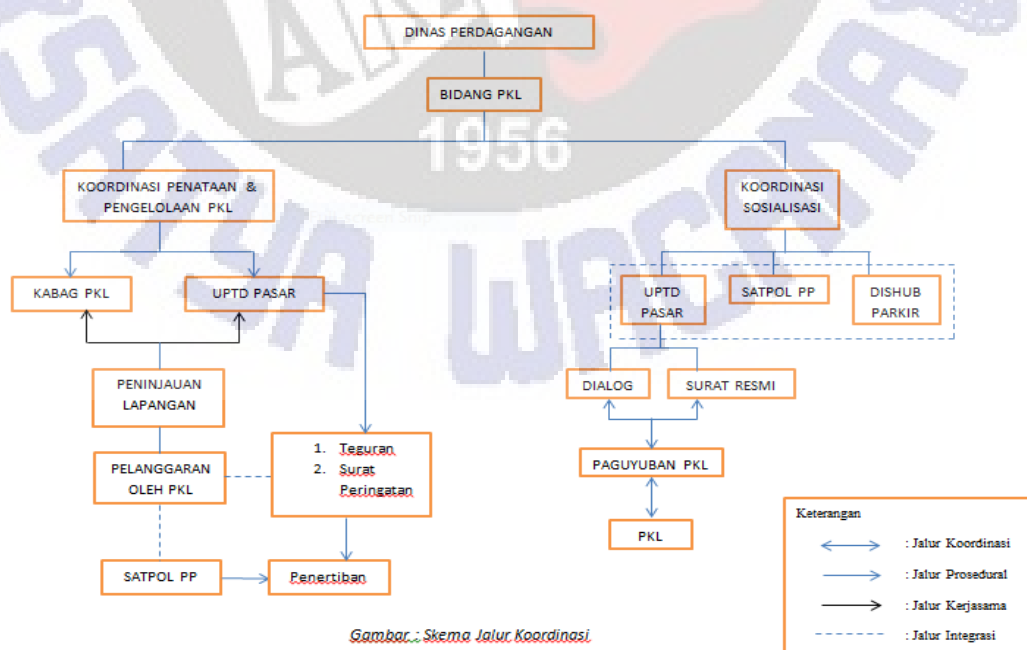 DINAS PERDAGANGAN
BIDANG PKL
1956
KOORDINASI PENATAAN &
PENGELOLAAN PKL
KOORDINASI
SOSIALISASI
KABAG PKL
UPTD PASAR
UPTD
PASAR
SATPOL PP
DISHUB
PARKIR
PENINJAUAN
LAPANGAN
DIALOG
SURAT RESMI
PELANGGARAN
OLEH PKL
1. Teguran
2. Surat
Peringatan
PAGUYUBAN PKL
PKL
SATPOL PP
Penertiban
Keterangan
: Jalur Koordinasi
: Jalur Prosedural
: Jalur Kerjasama
: Jalur Integrasi
Gambar : Skema Jalur Koordinasi
SATYA WACANA